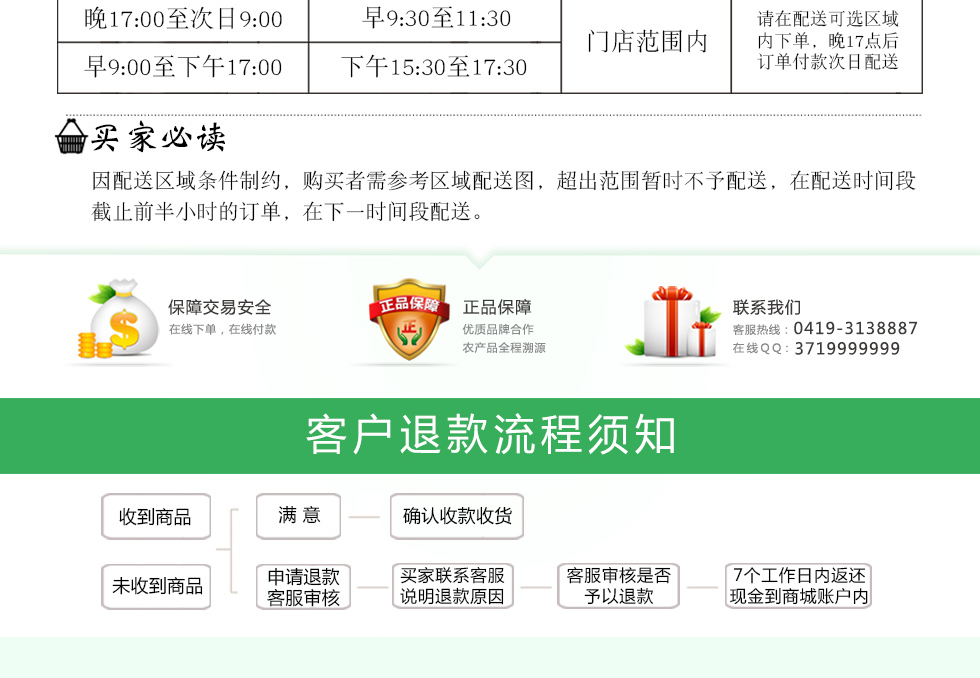 晚17:00至次日9:00
早9:30至11:30
早9:00至下午17:00
下午15:30至17:30
门店范围内
请在配送可选区域
内下单，晚17点后
订单付款次日配送
买家必读
因配送区域条件制约，购买者需参考区域配送图，超出范围暂时不予配送，在配送时间段
截止前半小时的订单，在下一时间段配送。
保障交易安全
在线下单，在线付款
正品保障
正
正品保障
优质品牌合作
农产品全程溯源
联系我们
客服热线：0419-3138887
在线QQ：3719999999
客户退款流程须知
收到商品
满 意
确认收款收货
未收到商品
申请退款
客服审核
买家联系客服
说明退款原因
客服审核是否
予以退款
7个工作日内返还
现金到商城账户内